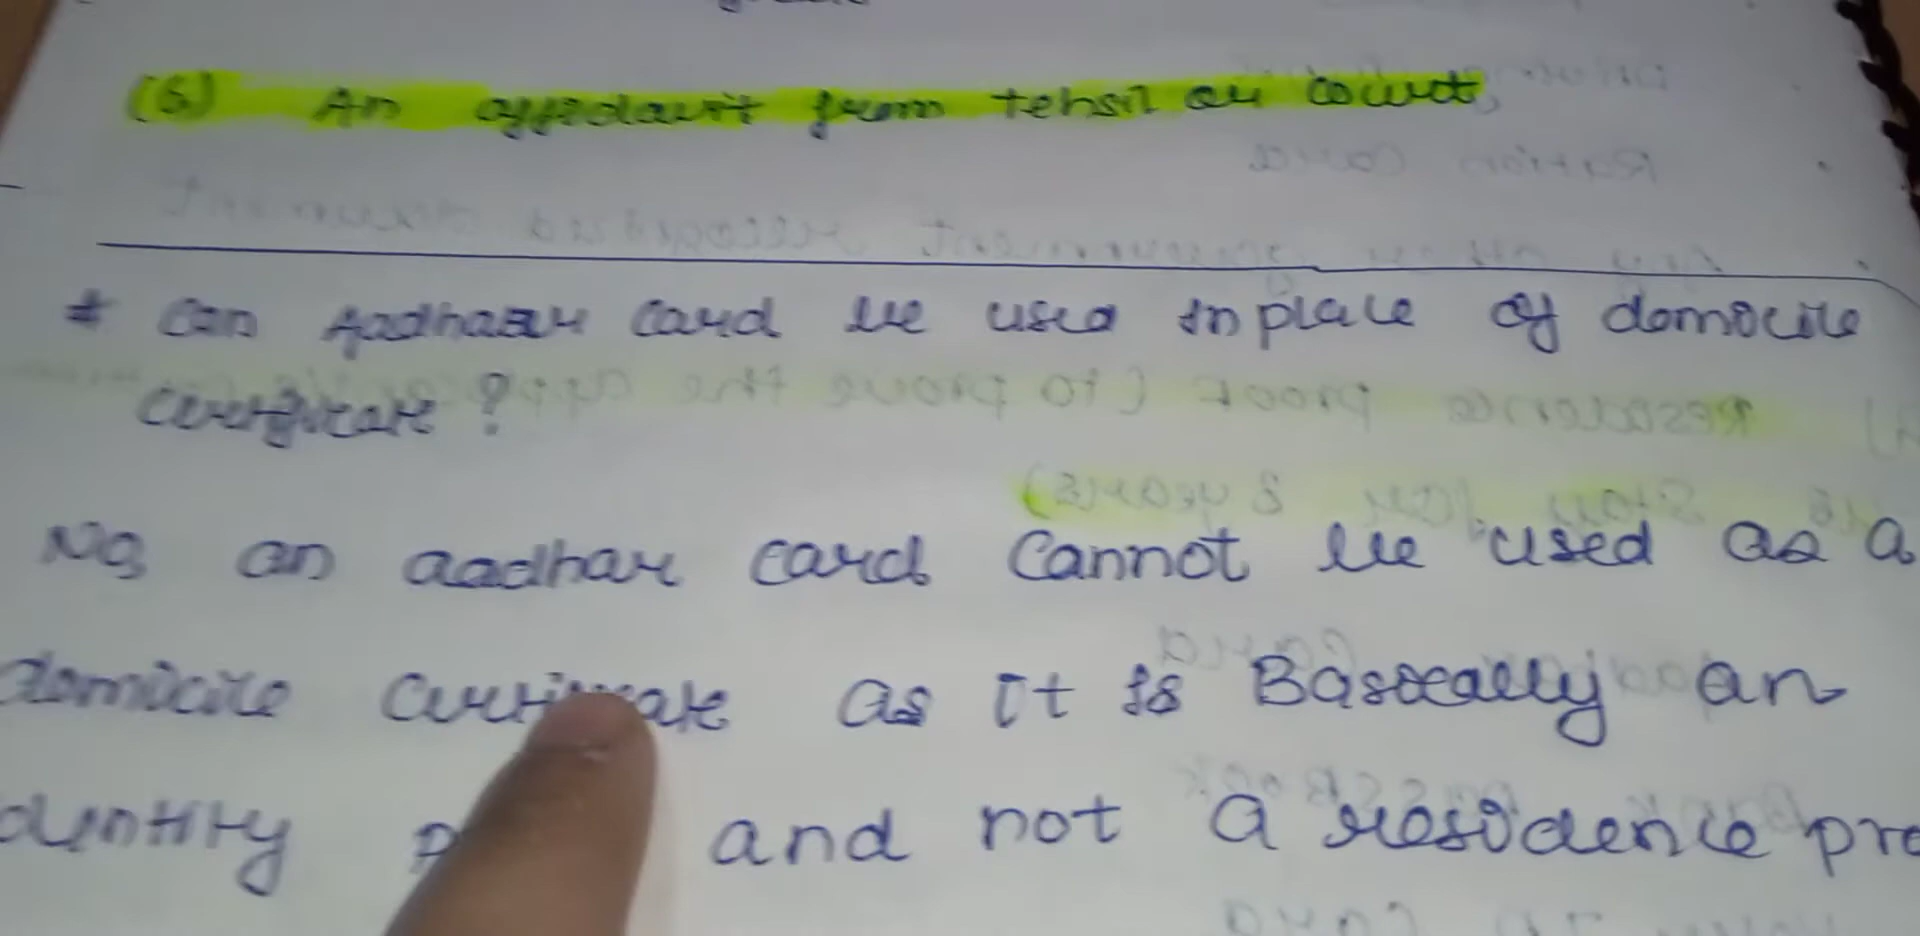 (5) An affidavit from tehsil or court,
* Can Aadhaar card be used in place of domicile
certificate ?
No, an aadhar card cannot be used as a
domicile certificate as it is Basically an
and not a residence